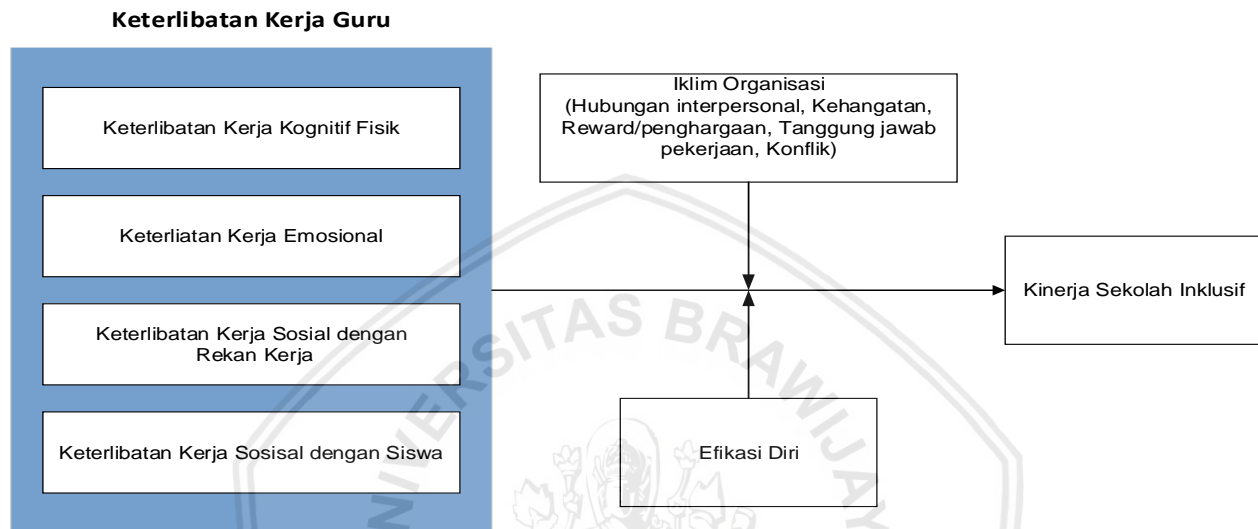 Keterlibatan Kerja Guru
Keterlibatan Kerja Kognitif Fisik
Keterliatan Kerja Emosional
Keterlibatan Kerja Sosial dengan
Rekan Kerja
Keterlibatan Kerja Sosisal dengan Siswa
Iklim Organisasi
(Hubungan interpersonal, Kehangatan,
Reward/penghargaan, Tanggung jawab
pekerjaan, Konflik)
Efikasi Diri
Kinerja Sekolah Inklusif
UNIVERSITAS BRAWIJAY